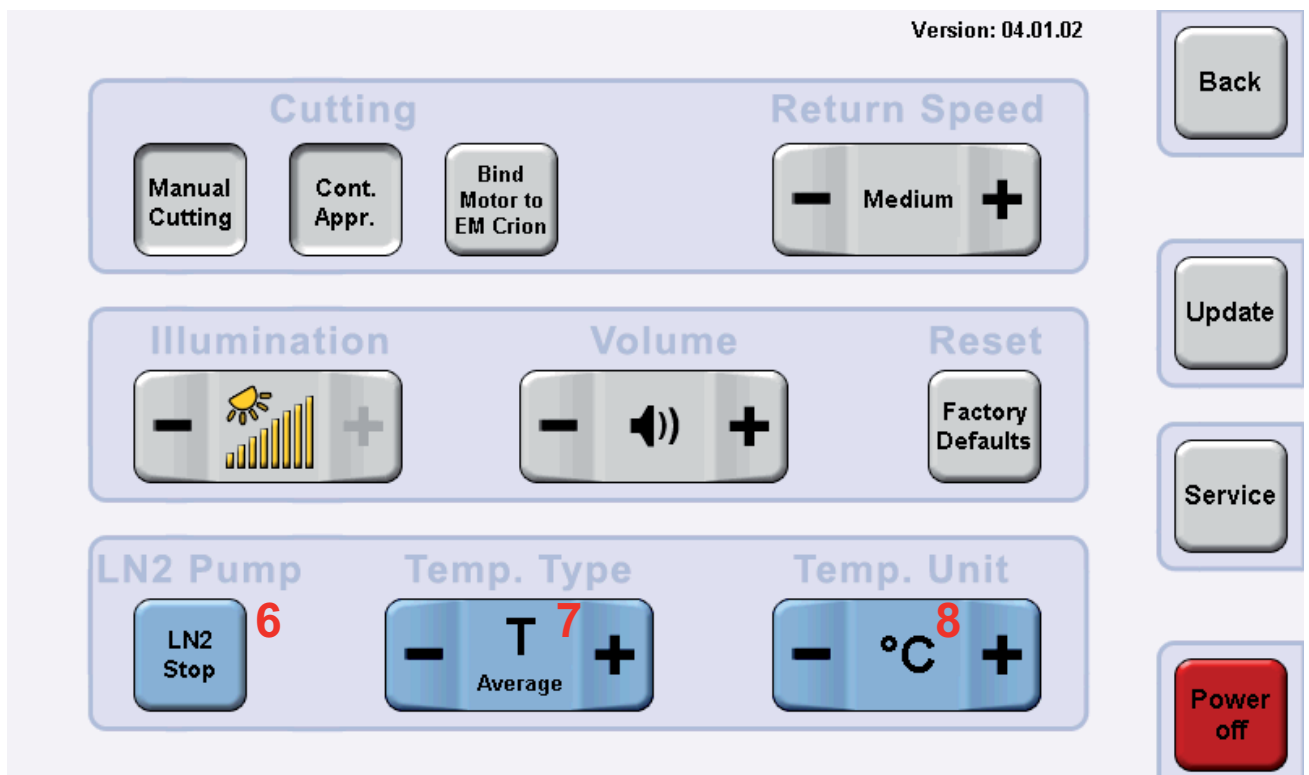 Version: 04.01.02
Back
Cutting
Return Speed
Manual
Cutting
Cont.
Appr.
Bind
Motor to
EM Crion
− Medium +
Update
Illumination
Volume
Reset
− +
− +
Factory
Defaults
Service
LN2 Pump
Temp. Type
Temp. Unit
LN2
Stop
6
− T +
Average
7
− °C +
8
Power
off